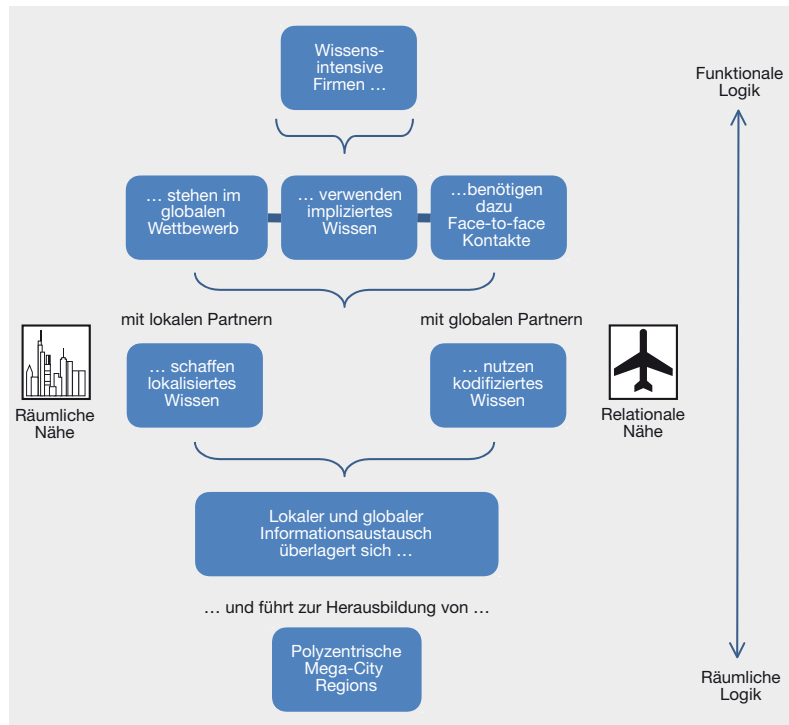 Wissens-
intensive
Firmen …
Funktionale
Logik
… stehen im
globalen
Wettbewerb
… verwenden
impliziertes
Wissen
…benötigen
dazu
Face-to-face
Kontakte
mit lokalen Partnern
mit globalen Partnern
Räumliche
Nähe
… schaffen
lokalisiertes
Wissen
… nutzen
kodifiziertes
Wissen
Relationale
Nähe
Lokaler und globaler
Informationsaustausch
überlagert sich …
… und führt zur Herausbildung von …
Polyzentrische
Mega-City
Regions
Räumliche
Logik